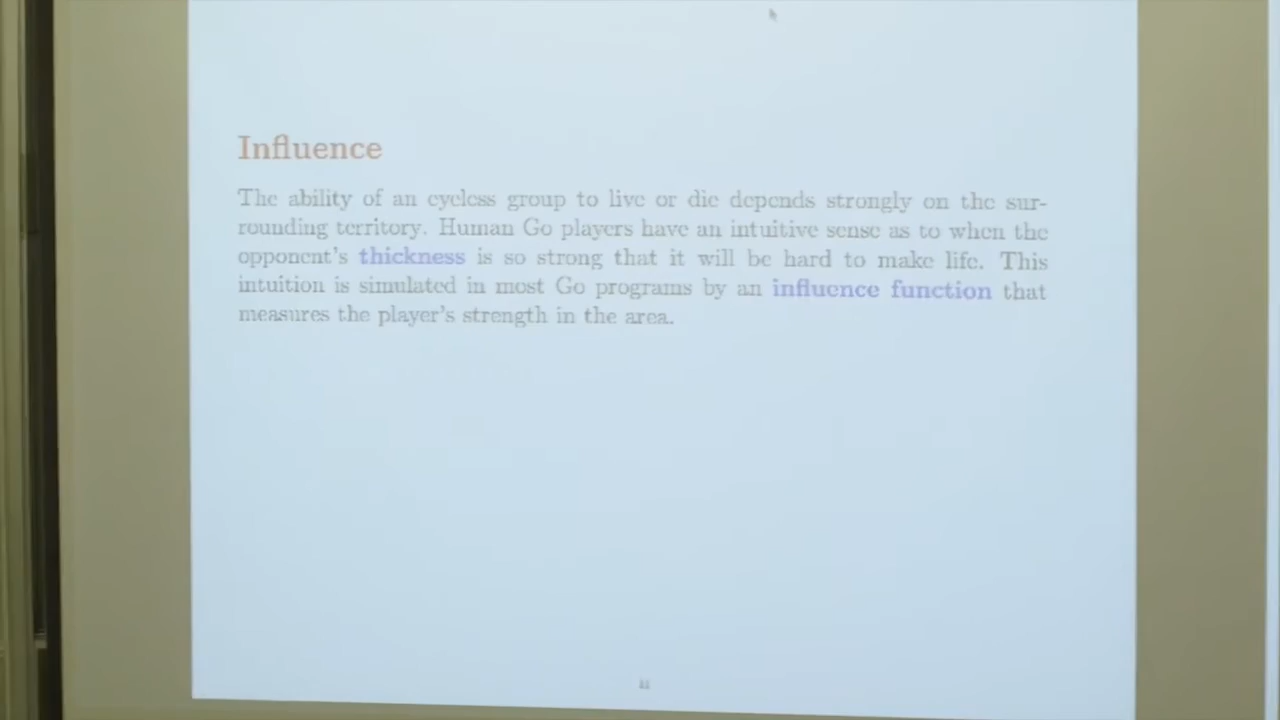 Influence
The ability of an eyeless group to live or die depends strongly on the sur-
rounding territory. Human Go players have an intuitive sense as to when the
opponent's thickness is so strong that it will be hard to make life. This
intuition is simulated in most Go programs by an influence function that
measures the player's strength in the area.